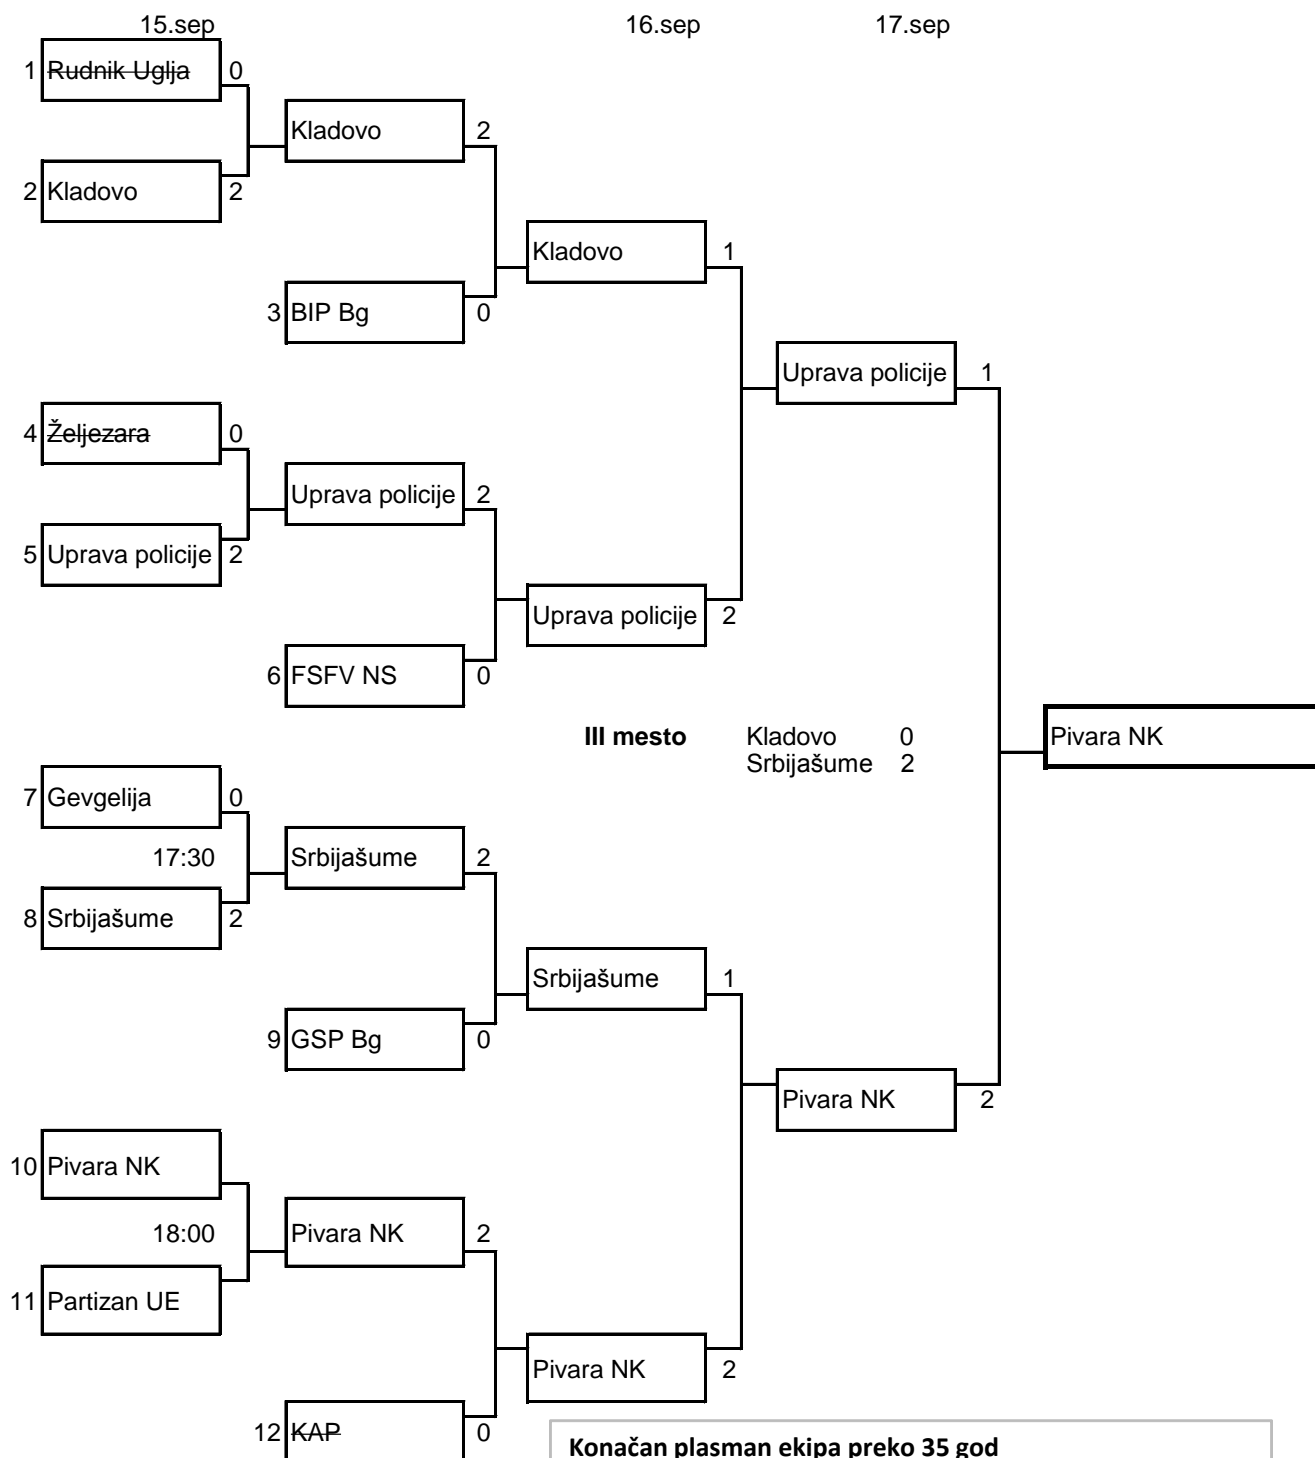 15.sep 16.sep 17.sep
1 Rudnik Uglja 0
Kladovo 2
2 Kladovo 2
Kladovo 1
3 BIP Bg 0
Uprava policije 1
4 Željezara 0
Uprava policije 2
5 Uprava policije 2
Uprava policije 2
6 FSFV NS 0
III mesto Kladovo 0
Srbijašume 2
Pivara NK
7 Gevgelija 0
17:30
Srbijašume 2
8 Srbijašume 2
Srbijašume 1
9 GSP Bg 0
Pivara NK 2
10 Pivara NK
18:00
Pivara NK 2
11 Partizan UE
Pivara NK 2
12 KAP 0
Konačan plasman ekipa preko 35 god